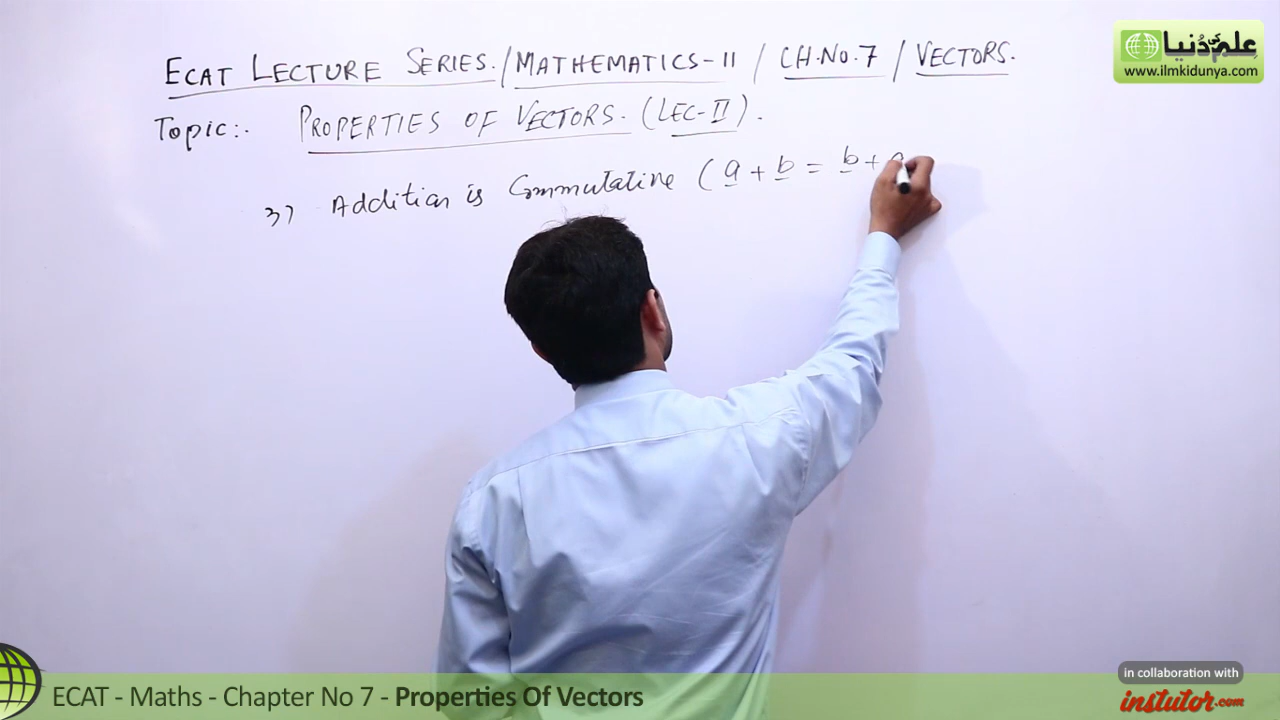 ECAT LECTURE SERIES. / MATHEMATICS-II / CH.NO.7 / VECTORS.
Topic:. PROPERTIES OF VECTORS. (LEC-II).
3) Addition is Commutative (a + b = b +
علم کی دنیا
www.ilmkidunya.com
ECAT - Maths - Chapter No 7 - Properties Of Vectors
in collaboration with
instutor.com